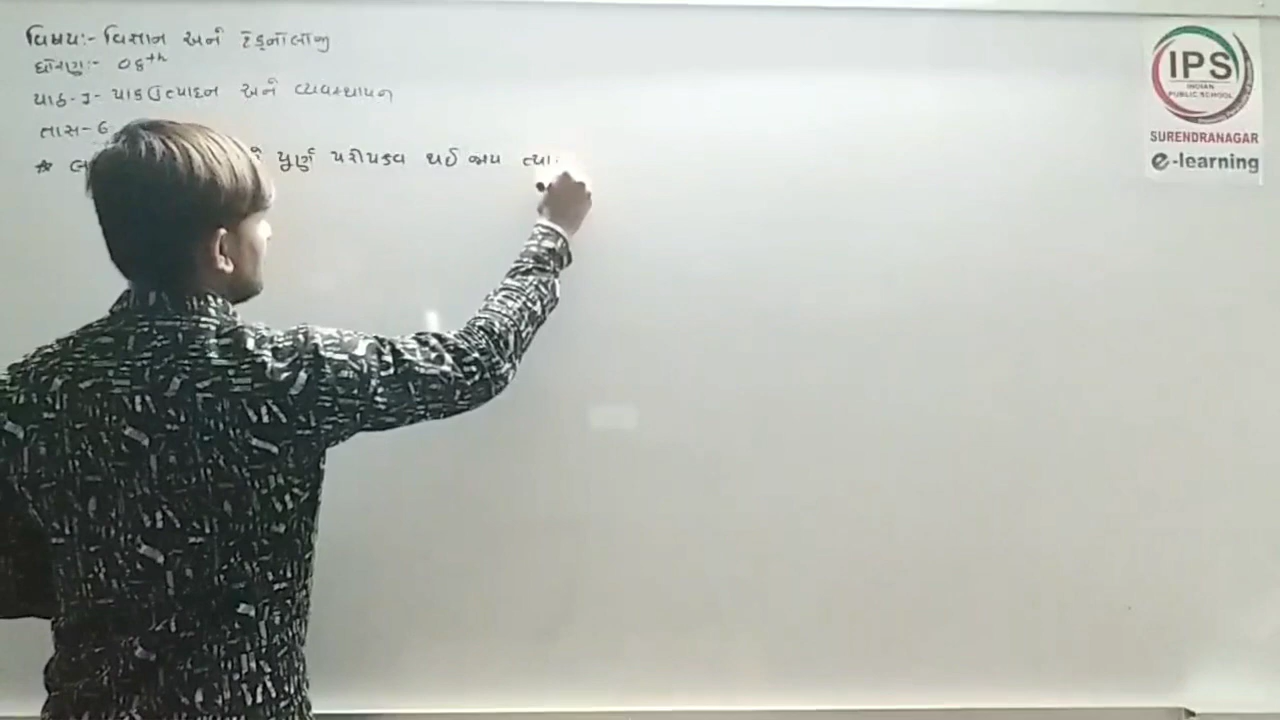 વિષય:- વિજ્ઞાન અને ટેકનોલોજી
ધોરણ:- 08th
પાઠ-1- પાક ઉત્પાદન અને વ્યવસ્થાપન
તાસ-6
* પુર્ણ પરીપક્વ થઈ જાય ત્યા
IPS
INDIAN
PUBLIC SCHOOL
SURENDRANAGAR
e-learning